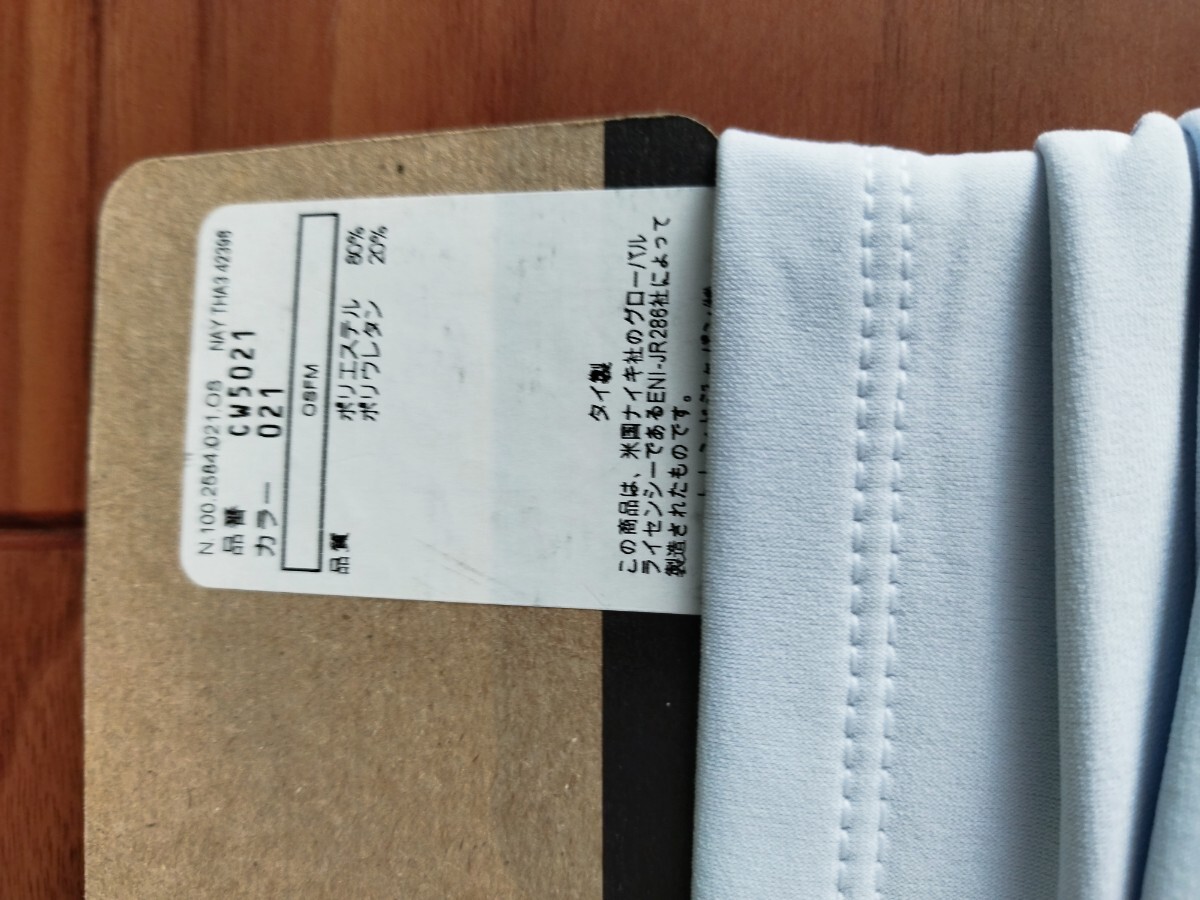 N 100.2684.021.OS NAY THA3 42398
品番 CW5021
カラー 021
OSFM
品質 ポリエステル 80%
ポリウレタン 20%
タイ製
この商品は、米国ナイキ社のグローバル
ライセンシーであるENI-JR286社によって
製造されたものです。